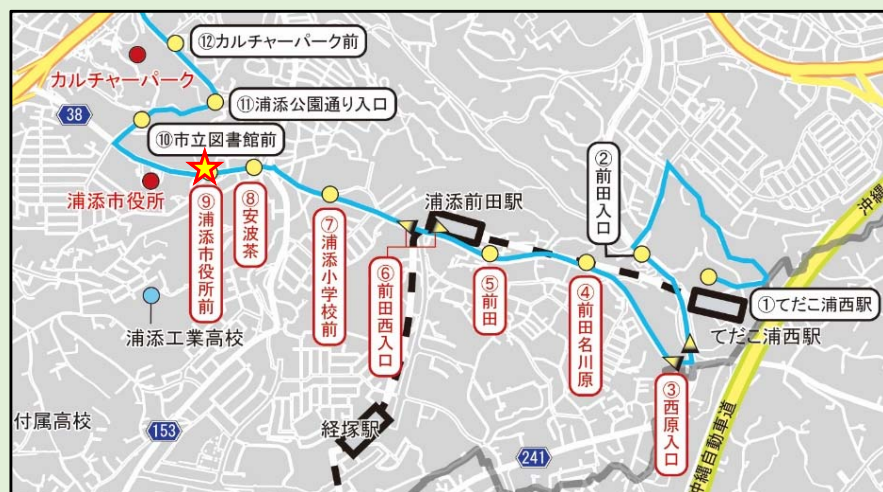 ⑫カルチャーパーク前
カルチャーパーク
38
⑪浦添公園通り入口
⑩市立図書館前
浦添市役所
⑨浦添市役所前
⑧安波茶
⑦浦添小学校前
浦添前田駅
②前田入口
⑥前田西入口
⑤前田
④前田名川原
①てだこ浦西駅
てだこ浦西駅
③西原入口
浦添工業高校
付属高校
153
経塚駅
241
沖縄
沖縄自動車道